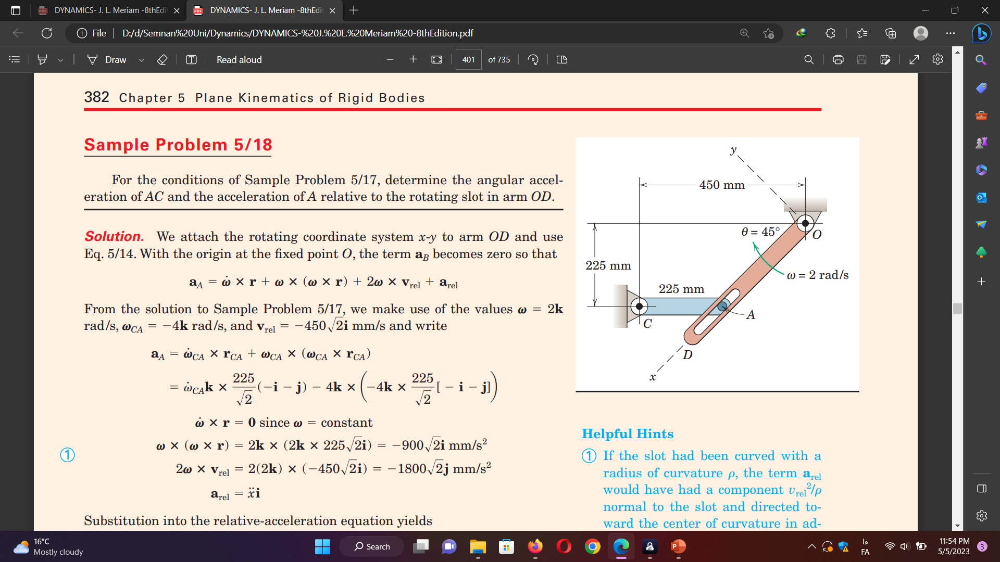 DYNAMICS- J. L. Meriam -8thEdi
DYNAMICS- J. L. Meriam -8thEdi
File
D:/d/Semnan%20Uni/Dynamics/DYNAMICS-%20J.%20L.%20Meriam%20-8thEdition.pdf
Draw
Read aloud
401
of 735
382 Chapter 5 Plane Kinematics of Rigid Bodies
Sample Problem 5/18
For the conditions of Sample Problem 5/17, determine the angular accel-
eration of AC and the acceleration of A relative to the rotating slot in arm OD.
Solution. We attach the rotating coordinate system x-y to arm OD and use
Eq. 5/14. With the origin at the fixed point O, the term a_B becomes zero so that
a_A = ω̇ × r + ω × (ω × r) + 2ω × v_rel + a_rel
From the solution to Sample Problem 5/17, we make use of the values ω = 2k
rad/s, ω_CA = −4k rad/s, and v_rel = −450√2i mm/s and write
a_A = ω̇_CA × r_CA + ω_CA × (ω_CA × r_CA)
= ω̇_CA k × 225/√2 (−i − j) − 4k × (−4k × 225/√2 [− i − j])
ω̇ × r = 0 since ω = constant
ω × (ω × r) = 2k × (2k × 225√2i) = −900√2i mm/s²
① 
2ω × v_rel = 2(2k) × (−450√2i) = −1800√2j mm/s²
a_rel = ẍi
Substitution into the relative-acceleration equation yields
y
450 mm
θ = 45°
O
225 mm
ω = 2 rad/s
225 mm
A
C
D
x
Helpful Hints
① If the slot had been curved with a
radius of curvature ρ, the term a_rel
would have had a component v_rel²/ρ
normal to the slot and directed to-
ward the center of curvature in ad-
16°C
Mostly cloudy
Search
فا
FA
11:54 PM
5/5/2023
3